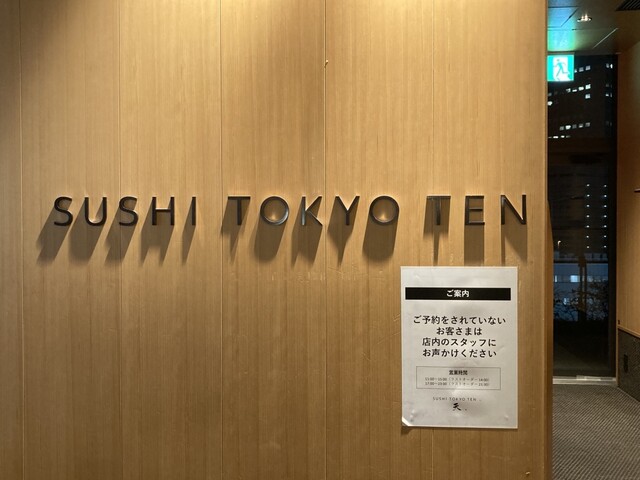 SUSHI TOKYO TEN
ご案内
ご予約をされていない
お客さまは
店内のスタッフに
お声かけください
営業時間
SUSHI TOKYO TEN
天